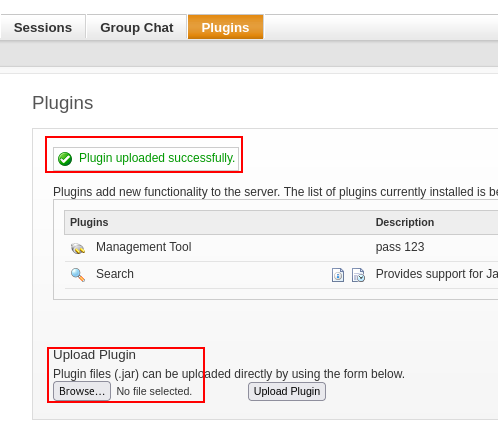 Sessions Group Chat Plugins
Plugins
Plugin uploaded successfully.
Plugins add new functionality to the server. The list of plugins currently installed is be
Plugins Description
Management Tool pass 123
Search Provides support for Ja
Upload Plugin
Plugin files (.jar) can be uploaded directly by using the form below.
Browse... No file selected. Upload Plugin